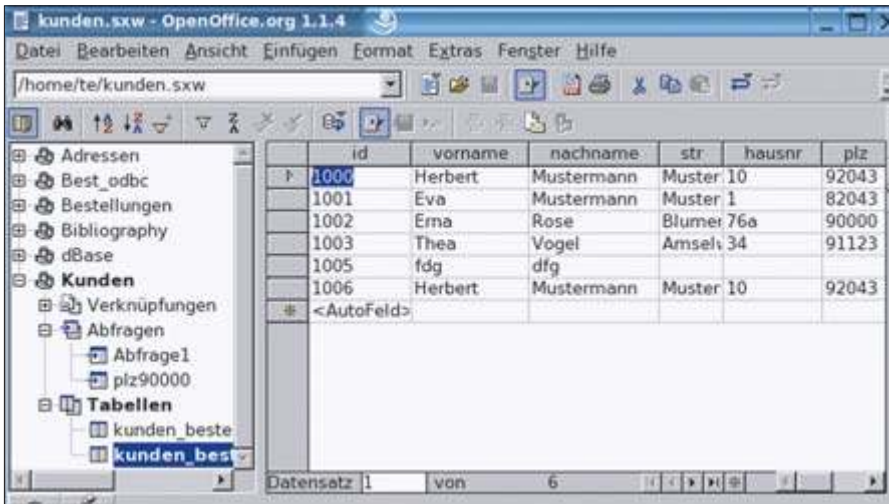 kunden.sxw - OpenOffice.org 1.1.4
Datei Bearbeiten Ansicht Einfügen Format Extras Fenster Hilfe
/home/te/kunden.sxw
Adressen
Best_odbc
Bestellungen
Bibliography
dBase
Kunden
Verknüpfungen
Abfragen
Abfrage1
plz90000
Tabellen
kunden_beste
kunden_best
id vorname nachname str hausnr plz
1000 Herbert Mustermann Muster 10 92043
1001 Eva Mustermann Muster 1 82043
1002 Erna Rose Blumen 76a 90000
1003 Thea Vogel Amselw 34 91123
1005 fdg dfg
1006 Herbert Mustermann Muster 10 92043
<AutoFeld>
Datensatz 1 von 6